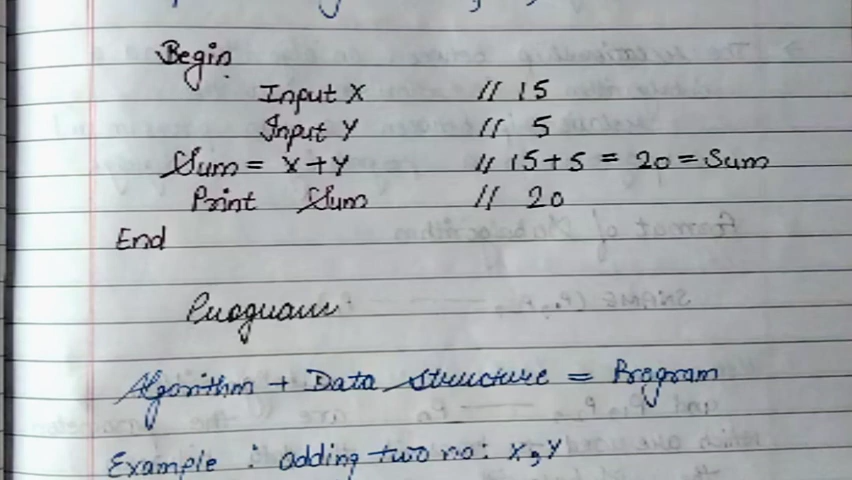 Begin
Input X // 15
Input Y // 5
Sum = X+Y // 15+5 = 20 = Sum
Print Sum // 20
End
Program:
Algorithm + Data Structure = Program
Example : adding two no: X, Y